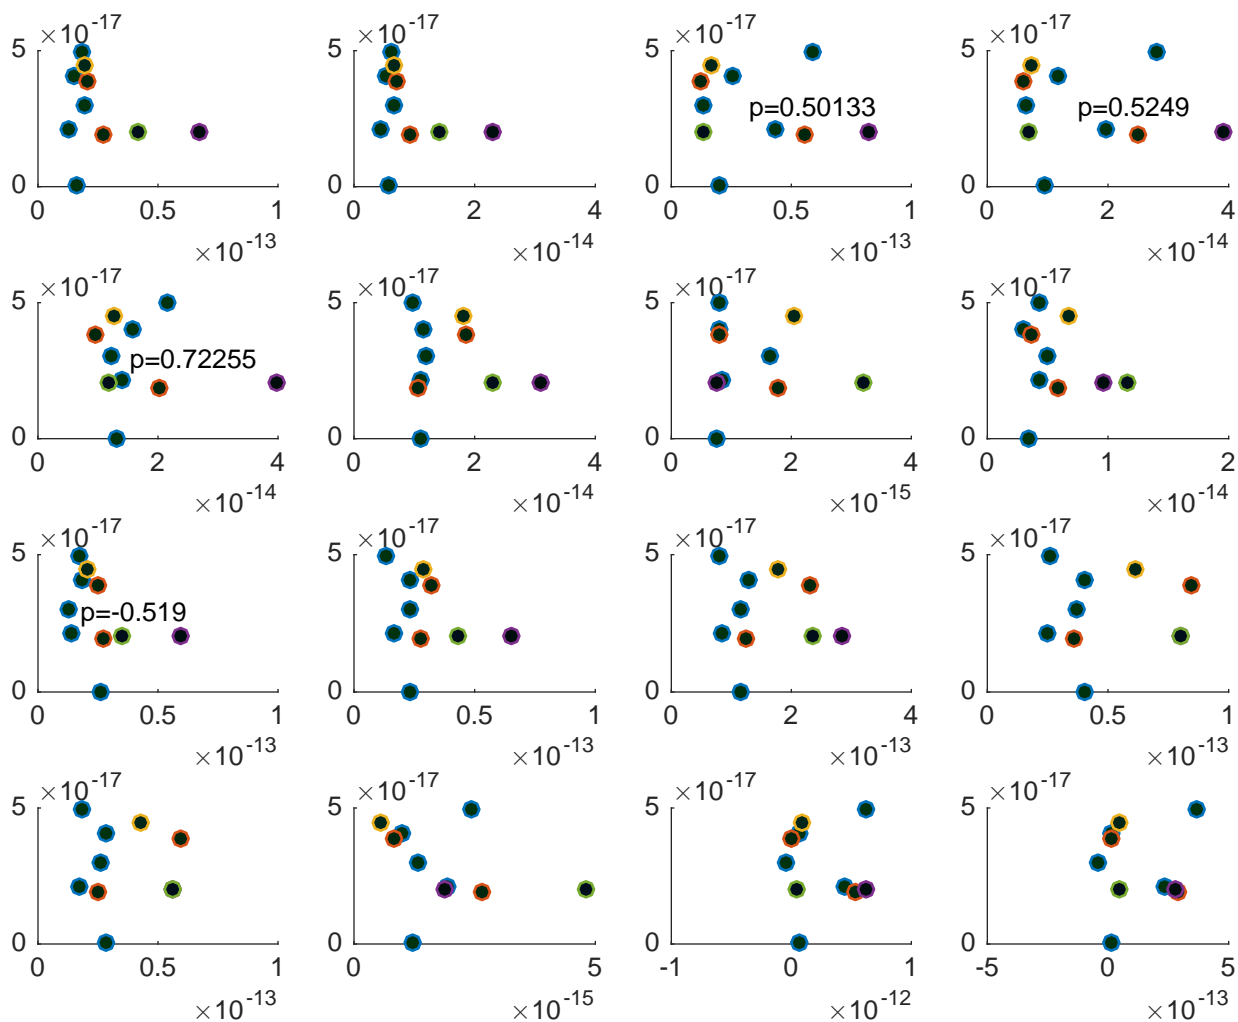 ×10-17 ×10-17 ×10-17 ×10-17
5 5 5 5
p=0.50133 p=0.5249
0 0 0 0
0 0.5 1 0 2 4 0 0.5 1 0 2 4
×10-13 ×10-14 ×10-13 ×10-14
×10-17 ×10-17 ×10-17 ×10-17
5 5 5 5
p=0.72255
0 0 0 0
0 2 4 0 2 4 0 2 4 0 1 2
×10-14 ×10-14 ×10-15 ×10-14
×10-17 ×10-17 ×10-17 ×10-17
5 5 5 5
p=-0.519
0 0 0 0
0 0.5 1 0 0.5 1 0 2 4 0 0.5 1
×10-13 ×10-13 ×10-13 ×10-13
×10-17 ×10-17 ×10-17 ×10-17
5 5 5 5
0 0 0 0
0 0.5 1 0 5 -1 0 1 -5 0 5
×10-13 ×10-15 ×10-12 ×10-13